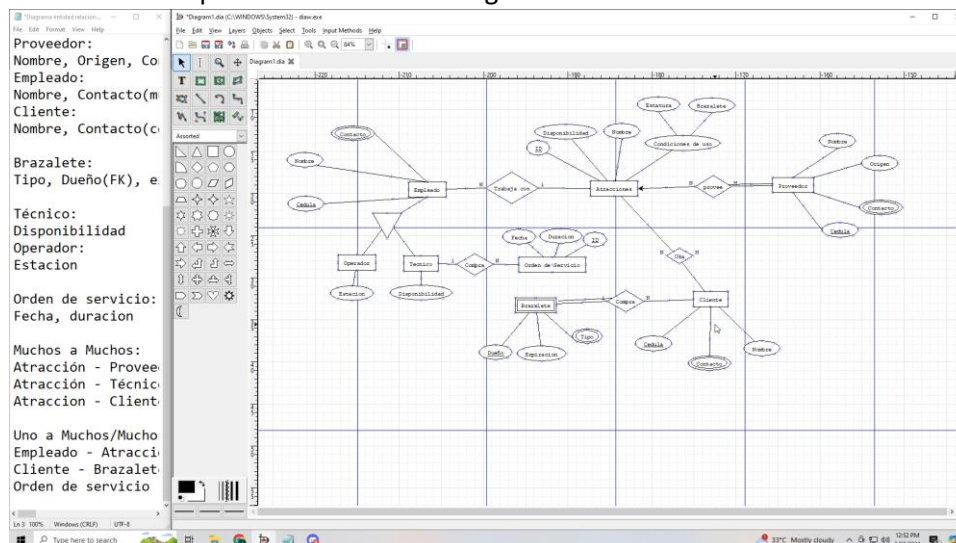 *Diagrama entidad relacion...
File Edit Format View Help
Proveedor:
Nombre, Origen, Co
Empleado:
Nombre, Contacto(m
Cliente:
Nombre, Contacto(c
Brazalete:
Tipo, Dueño(FK), e
Técnico:
Disponibilidad
Operador:
Estacion
Orden de servicio:
Fecha, duracion
Muchos a Muchos:
Atracción - Provee
Atracción - Técnic
Atraccion - Client
Uno a Muchos/Mucho
Empleado - Atracci
Cliente - Brazalet
Orden de servicio
Ln 3 100% Windows (CRLF) UTF-8
*Diagram1.dia (C:\WINDOWS\System32) - diaw.exe
File Edit View Layers Objects Select Tools Input Methods Help
84%
Diagram1.dia
Assorted
Contacto
Nombre
Cedula
Empleado
N
Trabaja con
1
Disponibilidad
ID
Nombre
Estatura
Brazalete
Condiciones de uso
Atracciones
N
provee
Proveedor
Nombre
Origen
Contacto
Cedula
Operador
Tecnico
Estacion
Disponibilidad
1
Compra
N
Fecha
Duracion
ID
Orden de Servicio
N
Usa
N
Brazalete
Compra
N
Cliente
Dueño
Expiracion
Tipo
Cedula
Contacto
Nombre
Type here to search
33°C Mostly cloudy
12:52 PM